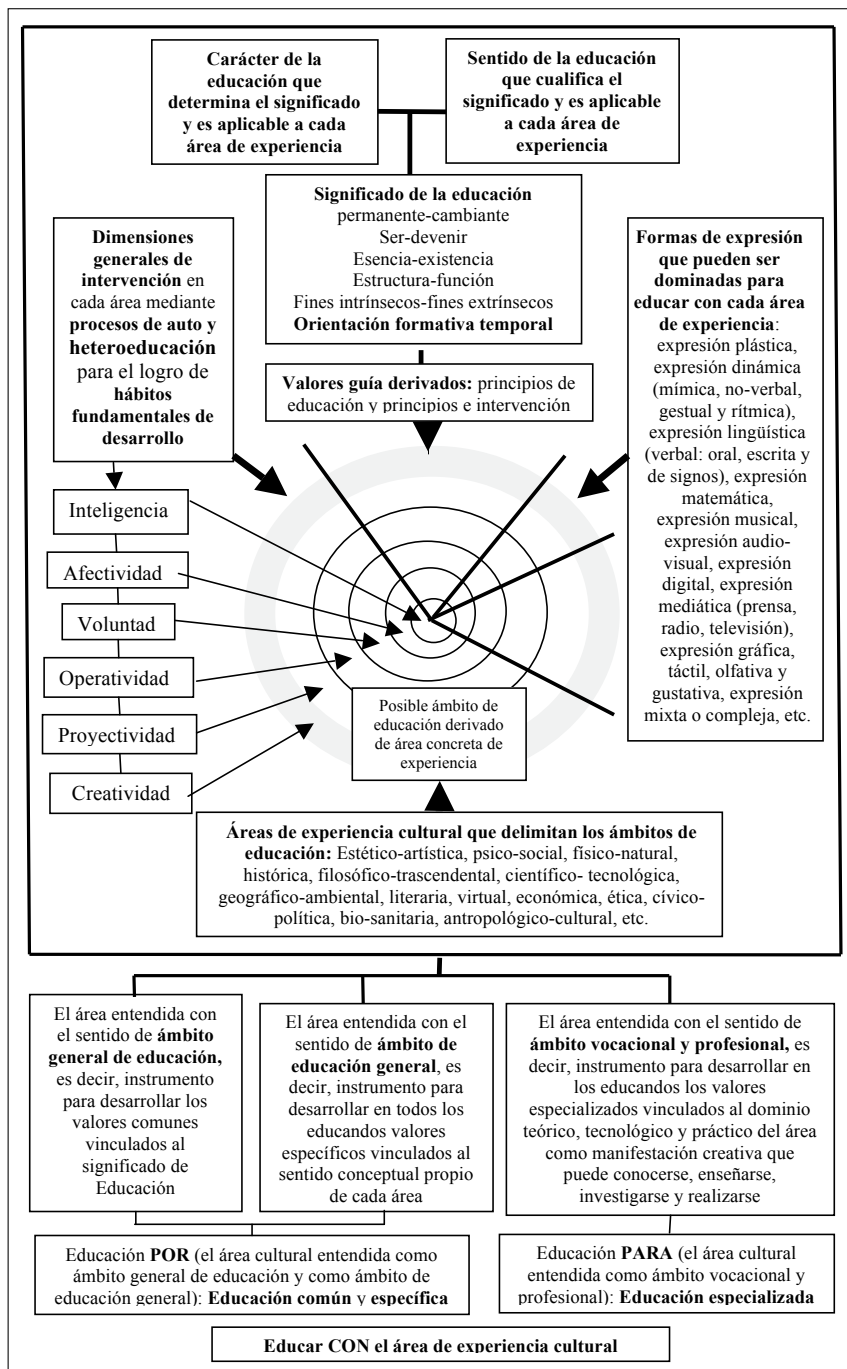 Carácter de la
educación que
determina el significado
y es aplicable a cada
área de experiencia
Sentido de la educación
que cualifica el
significado y es aplicable
a cada área de
experiencia
Significado de la educación
permanente-cambiante
Ser-devenir
Esencia-existencia
Estructura-función
Fines intrínsecos-fines extrínsecos
Orientación formativa temporal
Dimensiones
generales de
intervención en
cada área mediante
procesos de auto y
heteroeducación
para el logro de
hábitos
fundamentales de
desarrollo
Formas de expresión
que pueden ser
dominadas para
educar con cada área
de experiencia:
expresión plástica,
expresión dinámica
(mímica, no-verbal,
gestual y rítmica),
expresión lingüística
(verbal: oral, escrita y
de signos), expresión
matemática,
expresión musical,
expresión audio-
visual, expresión
digital, expresión
mediática (prensa,
radio, televisión),
expresión gráfica,
táctil, olfativa y
gustativa, expresión
mixta o compleja, etc.
Valores guía derivados: principios de
educación y principios e intervención
Inteligencia
Afectividad
Voluntad
Operatividad
Proyectividad
Creatividad
Posible ámbito de
educación derivado
de área concreta de
experiencia
Áreas de experiencia cultural que delimitan los ámbitos de
educación: Estético-artística, psico-social, físico-natural,
histórica, filosófico-trascendental, científico- tecnológica,
geográfico-ambiental, literaria, virtual, económica, ética, cívico-
política, bio-sanitaria, antropológico-cultural, etc.
El área entendida con
el sentido de ámbito
general de educación,
es decir, instrumento
para desarrollar los
valores comunes
vinculados al
significado de
Educación
El área entendida con el
sentido de ámbito de
educación general, es
decir, instrumento para
desarrollar en todos los
educandos valores
específicos vinculados al
sentido conceptual propio
de cada área
El área entendida con el sentido de
ámbito vocacional y profesional, es
decir, instrumento para desarrollar en
los educandos los valores
especializados vinculados al dominio
teórico, tecnológico y práctico del área
como manifestación creativa que
puede conocerse, enseñarse,
investigarse y realizarse
Educación POR (el área cultural entendida como
ámbito general de educación y como ámbito de
educación general): Educación común y específica
Educación PARA (el área cultural
entendida como ámbito vocacional y
profesional): Educación especializada
Educar CON el área de experiencia cultural